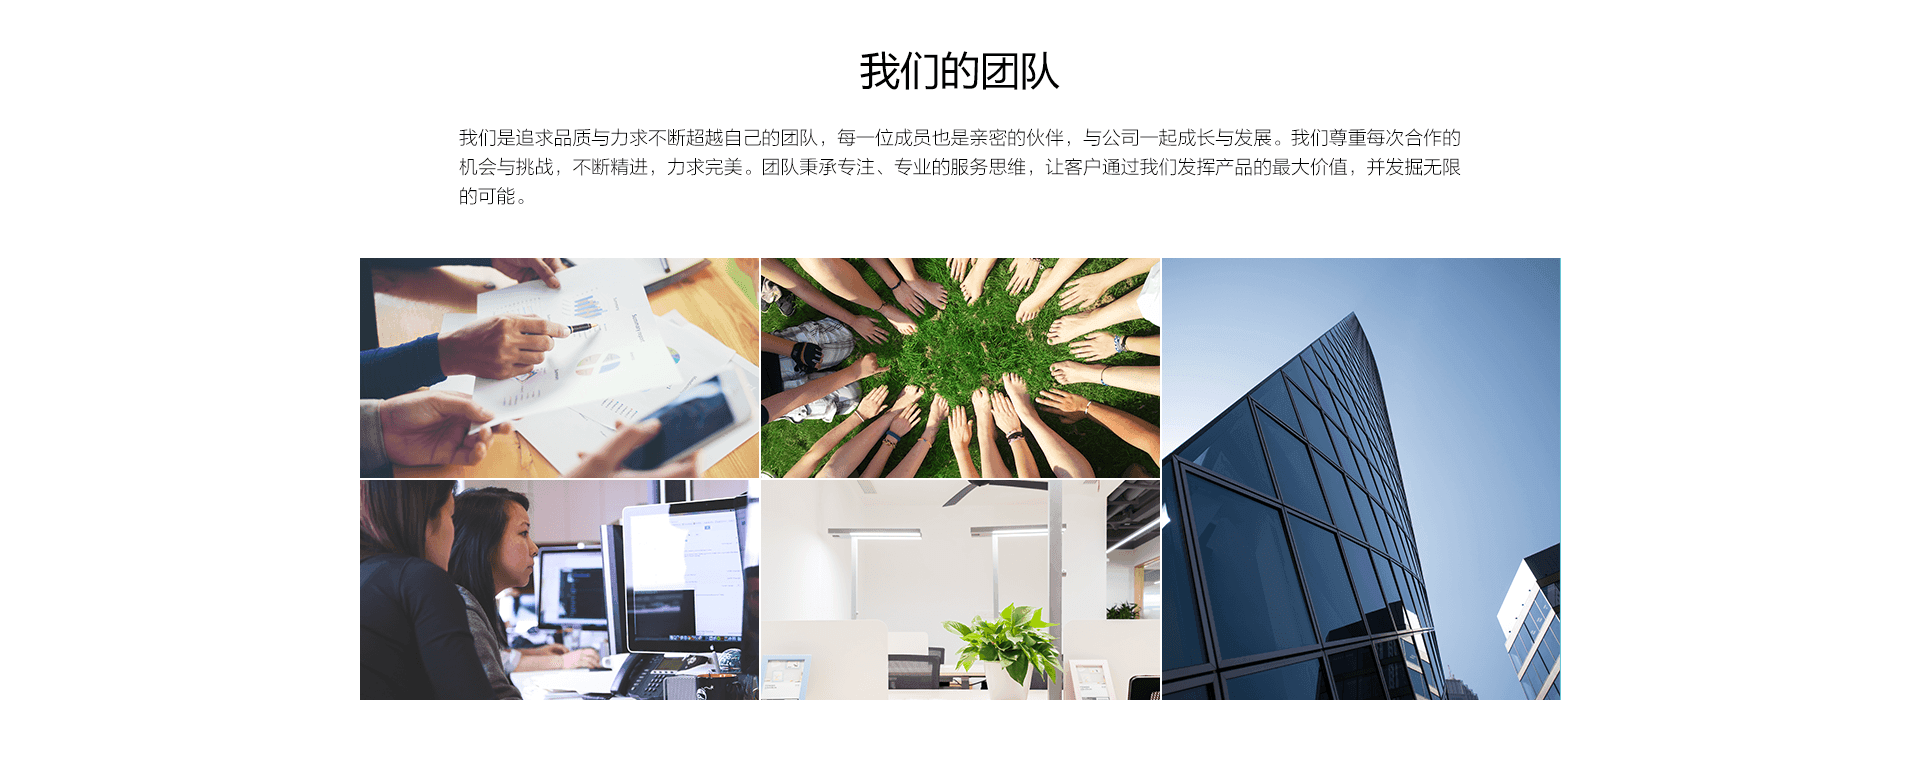 我们的团队
我们是追求品质与力求不断超越自己的团队，每一位成员也是亲密的伙伴，与公司一起成长与发展。我们尊重每次合作的
机会与挑战，不断精进，力求完美。团队秉承专注、专业的服务思维，让客户通过我们发挥产品的最大价值，并发掘无限
的可能。